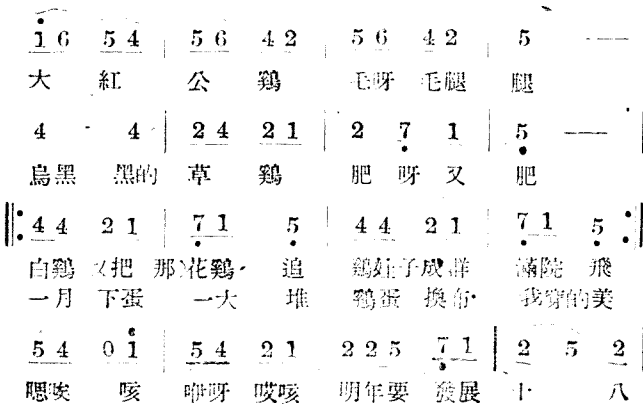 1 6 5 4 | 5 6 4 2 | 5 6 4 2 | 5 —
大 紅 公 鷄 毛呀 毛腿 腿
4 · 4 | 2 4 2 1 | 2 7 1 | 5 —
烏黑 黑的 草 鷄 肥 呀 又 肥
4 4 2 1 | 7 1 5 | 4 4 2 1 | 7 1 5
白鷄 又把 那花鷄 追 鷄娃子成群 滿院 飛
一月 下蛋 一大 堆 鷄蛋 換布 我穿的美
5 4 0 1 | 5 4 2 1 | 2 2 5 7 1 | 2 5 2
嗯唉 咳 咿呀 哎咳 明年要 發展 十 八